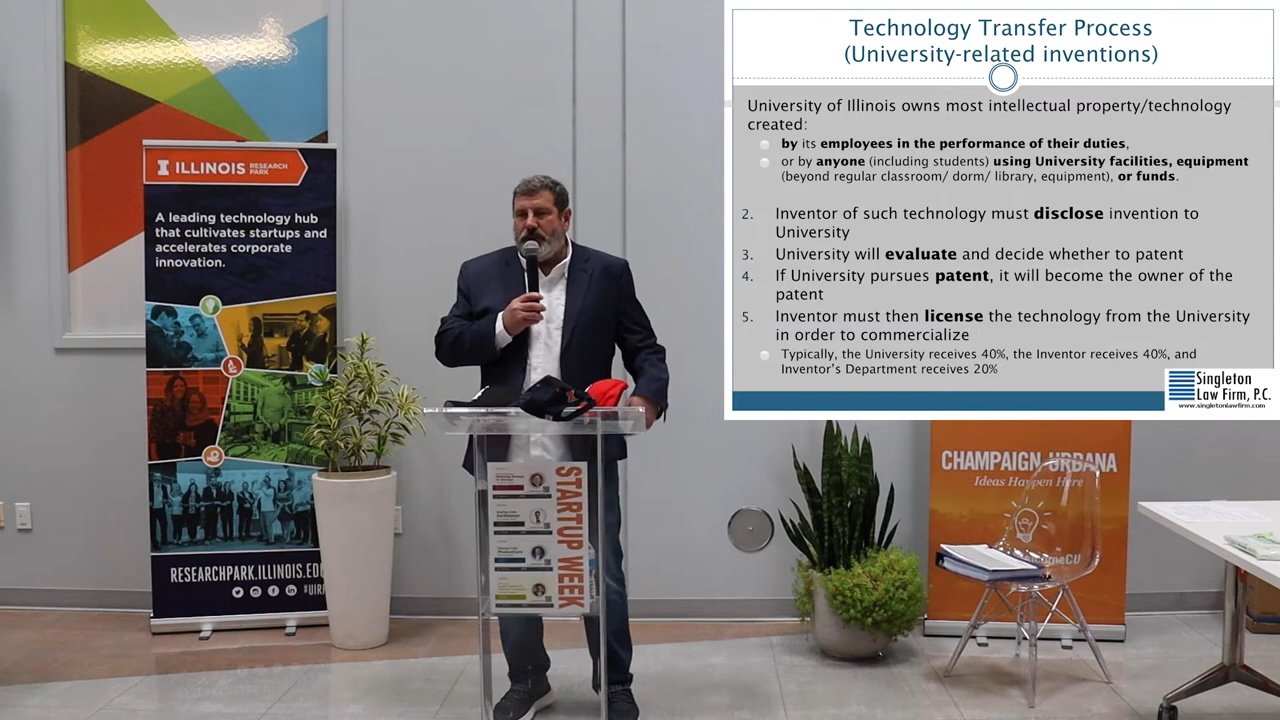 Technology Transfer Process
(University-related inventions)
University of Illinois owns most intellectual property/technology
created:
by its employees in the performance of their duties,
or by anyone (including students) using University facilities, equipment
(beyond regular classroom/ dorm/ library, equipment), or funds.
2. Inventor of such technology must disclose invention to
University
3. University will evaluate and decide whether to patent
4. If University pursues patent, it will become the owner of the
patent
5. Inventor must then license the technology from the University
in order to commercialize
Typically, the University receives 40%, the Inventor receives 40%, and
Inventor's Department receives 20%
Singleton
Law Firm, P.C.
www.singletonlawfirm.com
ILLINOIS RESEARCH
PARK
A leading technology hub
that cultivates startups and
accelerates corporate
innovation.
RESEARCHPARK.ILLINOIS.EDU
#UIRP
STARTUP WEEK
CHAMPAIGN URBANA
Ideas Happen Here